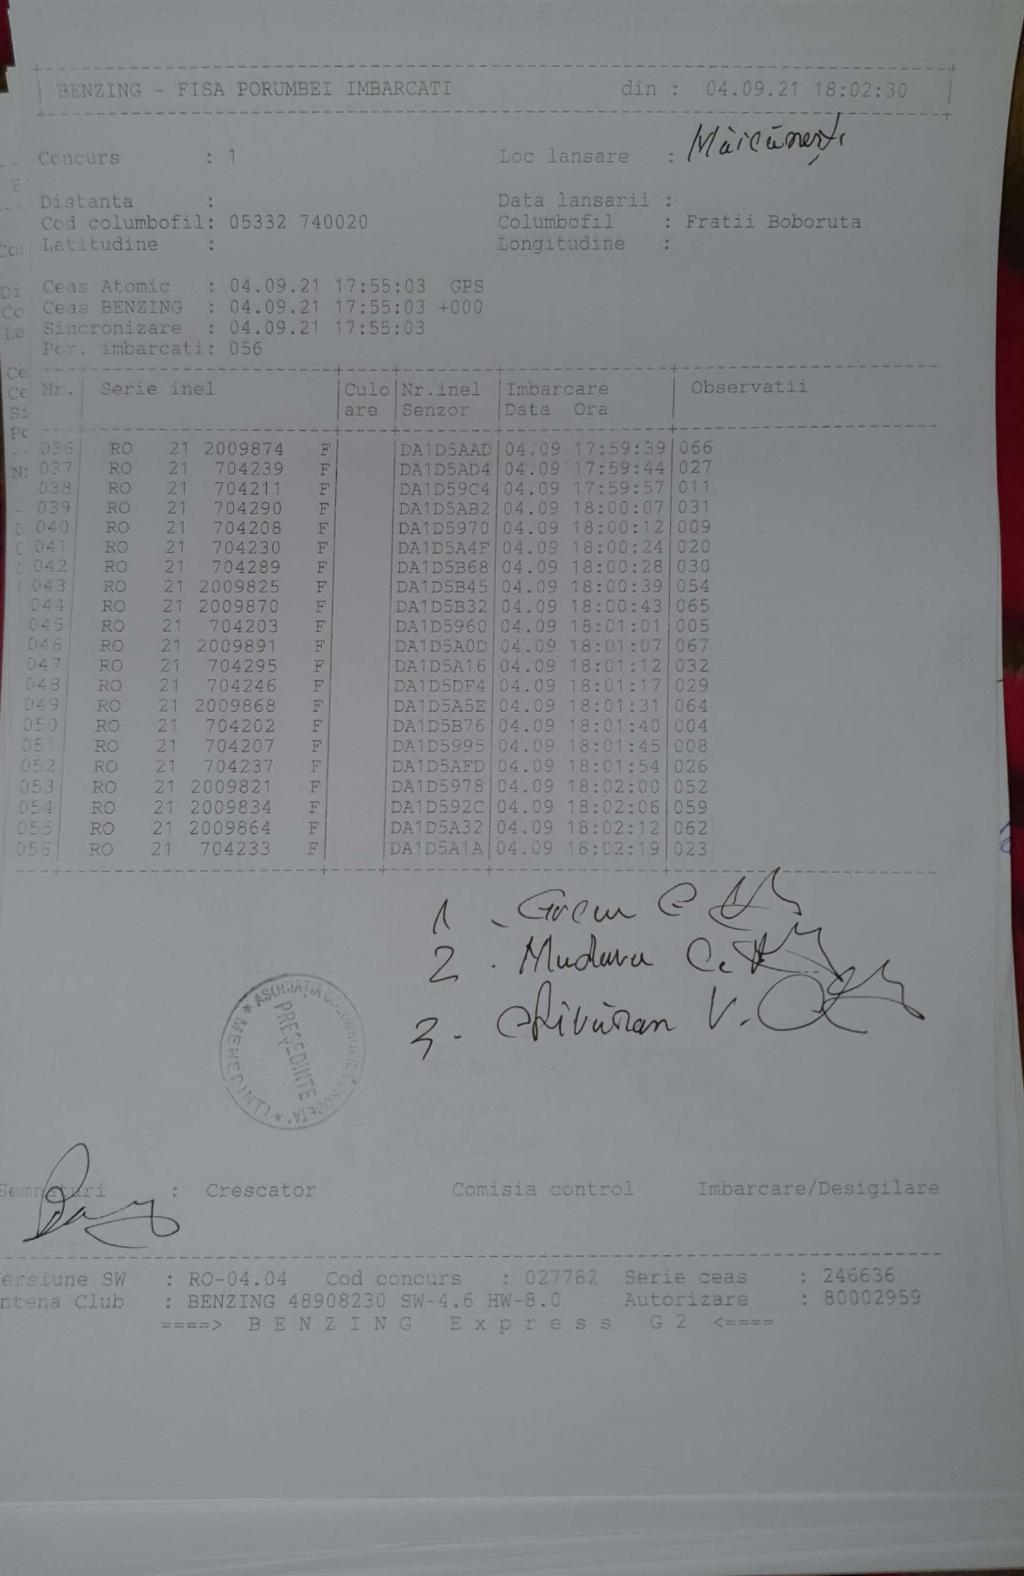 BENZING - FISA PORUMBEI IMBARCATI din : 04.09.21 18:02:30
Concurs : 1 Loc lansare : Măicănești
Distanta : Data lansarii :
Cod columbofil: 05332 740020 Columbofil : Fratii Boboruta
Latitudine : Longitudine :
Ceas Atomic : 04.09.21 17:55:03 GPS
Ceas BENZING : 04.09.21 17:55:03 +000
Sincronizare : 04.09.21 17:55:03
Por. imbarcati: 056
Nr. Serie inel Culo Nr.inel Imbarcare Observatii
are Senzor Data Ora
036 RO 21 2009874 F DA1D5AAD 04.09 17:59:39 066
037 RO 21 704239 F DA1D5AD4 04.09 17:59:44 027
038 RO 21 704211 F DA1D59C4 04.09 17:59:57 011
039 RO 21 704290 F DA1D5AB2 04.09 18:00:07 031
040 RO 21 704208 F DA1D5970 04.09 18:00:12 009
041 RO 21 704230 F DA1D5A4F 04.09 18:00:24 020
042 RO 21 704289 F DA1D5B68 04.09 18:00:28 030
043 RO 21 2009825 F DA1D5B45 04.09 18:00:39 054
044 RO 21 2009870 F DA1D5B32 04.09 18:00:43 065
045 RO 21 704203 F DA1D5960 04.09 18:01:01 005
046 RO 21 2009891 F DA1D5A0D 04.09 18:01:07 067
047 RO 21 704295 F DA1D5A16 04.09 18:01:12 032
048 RO 21 704246 F DA1D5DF4 04.09 18:01:17 029
049 RO 21 2009868 F DA1D5A5E 04.09 18:01:31 064
050 RO 21 704202 F DA1D5B76 04.09 18:01:40 004
051 RO 21 704207 F DA1D5995 04.09 18:01:45 008
052 RO 21 704237 F DA1D5AFD 04.09 18:01:54 026
053 RO 21 2009821 F DA1D5978 04.09 18:02:00 052
054 RO 21 2009834 F DA1D592C 04.09 18:02:06 059
055 RO 21 2009864 F DA1D5A32 04.09 18:02:12 062
056 RO 21 704233 F DA1D5A1A 04.09 18:02:19 023
1.
2. Mudura C.
3. V.
ASOCIAȚIA
PREȘEDINTE
MEHEDINTI
Semnaturi : Crescator Comisia control Imbarcare/Desigilare
ersiune SW : RO-04.04 Cod concurs : 027782 Serie ceas : 246636
ntena Club : BENZING 48908230 SW-4.6 HW-8.0 Autorizare : 80002959
====> B E N Z I N G E x p r e s s G 2 <====